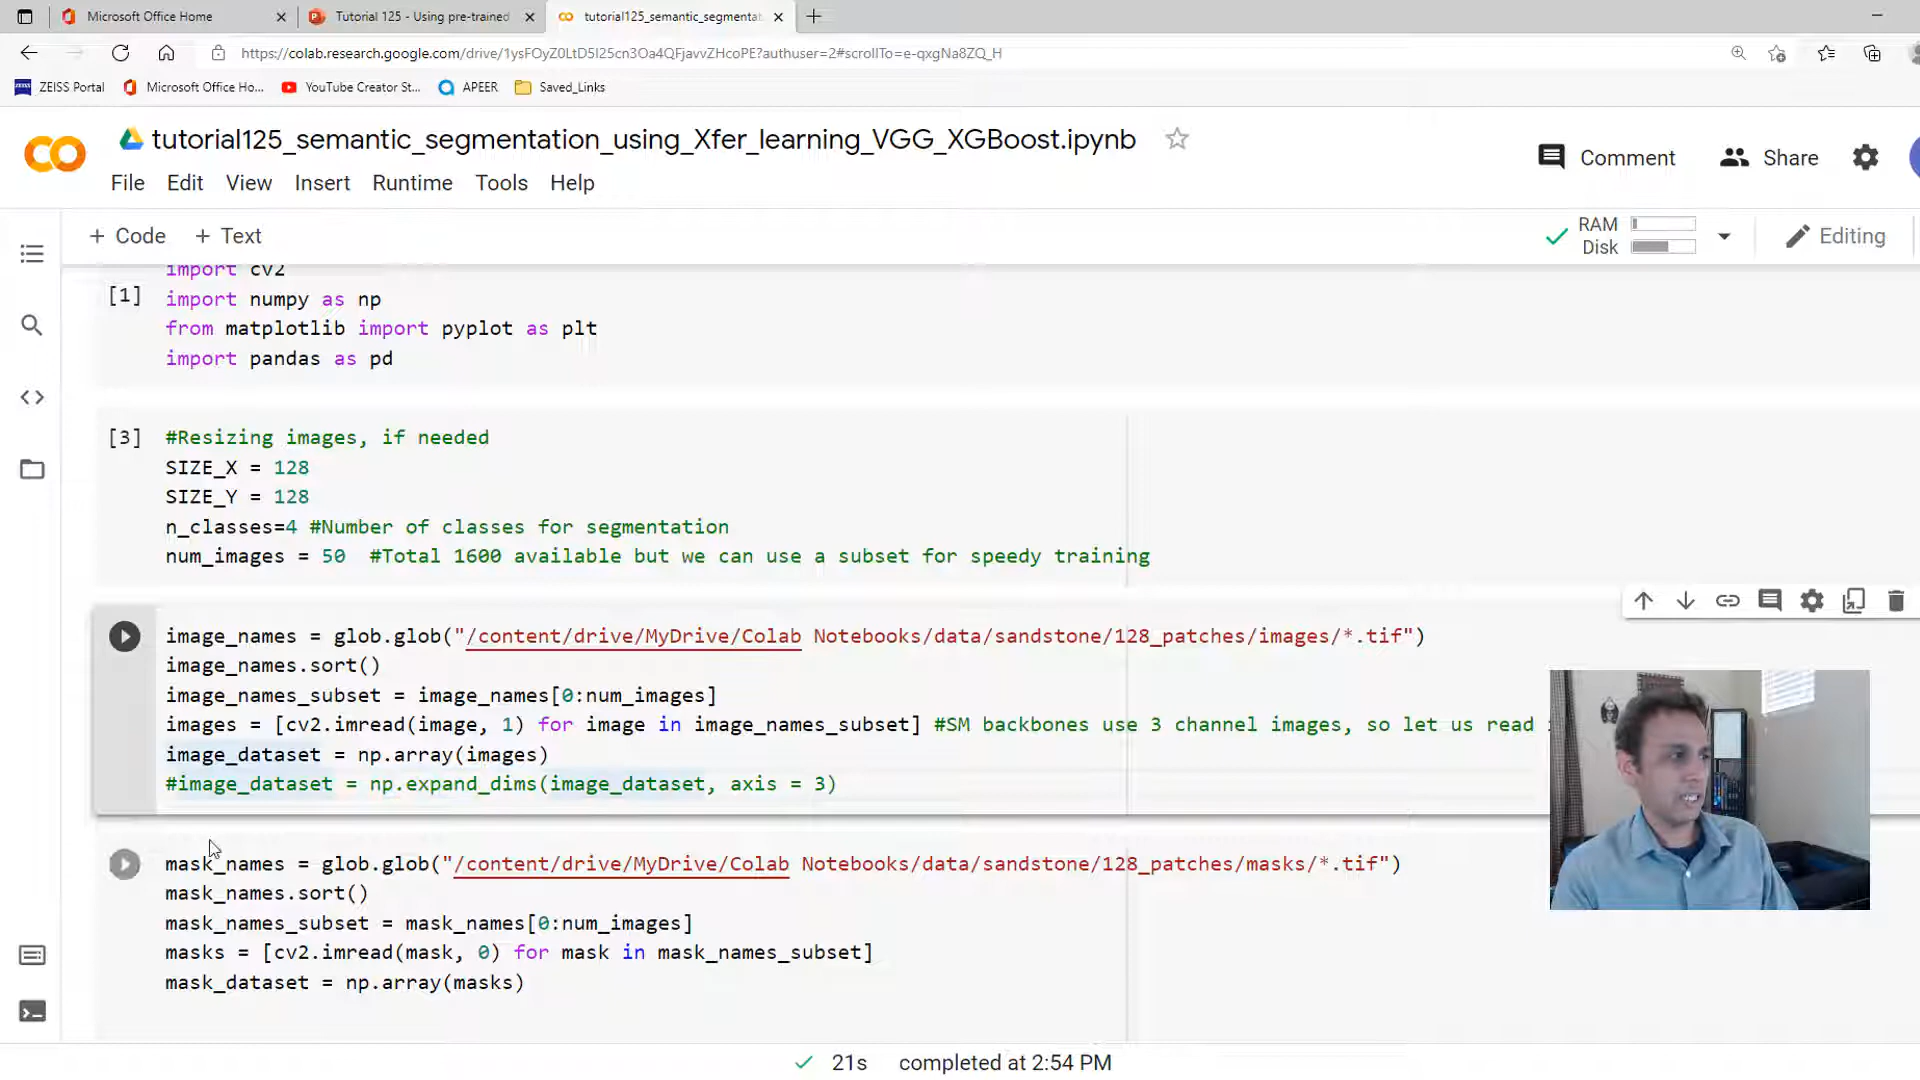 Microsoft Office Home
Tutorial 125 - Using pre-trained
tutorial125_semantic_segmenta
https://colab.research.google.com/drive/1ysFOyZ0LtD5I25cn3Oa4QFjavvZHcoPE?authuser=2#scrollTo=e-qxgNa8ZQ_H
ZEISS Portal
Microsoft Office Ho...
YouTube Creator St...
APEER
Saved_Links
tutorial125_semantic_segmentation_using_Xfer_learning_VGG_XGBoost.ipynb
Comment
Share
File Edit View Insert Runtime Tools Help
+ Code + Text
RAM
Disk
Editing
import cv2
[1]
import numpy as np
from matplotlib import pyplot as plt
import pandas as pd
[3] #Resizing images, if needed
SIZE_X = 128
SIZE_Y = 128
n_classes=4 #Number of classes for segmentation
num_images = 50 #Total 1600 available but we can use a subset for speedy training
image_names = glob.glob("/content/drive/MyDrive/Colab Notebooks/data/sandstone/128_patches/images/*.tif")
image_names.sort()
image_names_subset = image_names[0:num_images]
images = [cv2.imread(image, 1) for image in image_names_subset] #SM backbones use 3 channel images, so let us read
image_dataset = np.array(images)
#image_dataset = np.expand_dims(image_dataset, axis = 3)
mask_names = glob.glob("/content/drive/MyDrive/Colab Notebooks/data/sandstone/128_patches/masks/*.tif")
mask_names.sort()
mask_names_subset = mask_names[0:num_images]
masks = [cv2.imread(mask, 0) for mask in mask_names_subset]
mask_dataset = np.array(masks)
21s completed at 2:54 PM